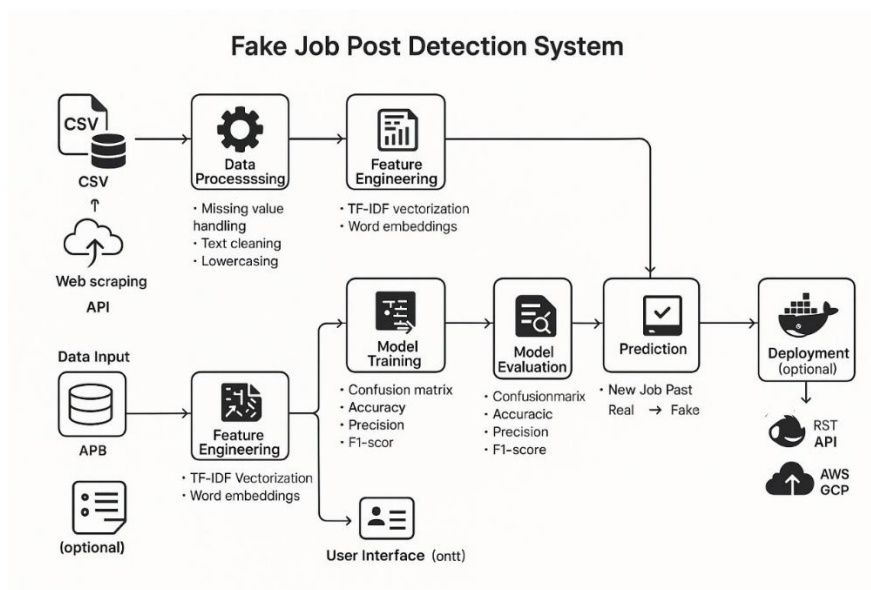 Fake Job Post Detection System
CSV
CSV
Web scraping
API
Data
Processssing
· Missing value
handling
· Text cleaning
· Lowercasing
Feature
Engineering
· TF-IDF vectorization
· Word embeddings
Data Input
APB
(optional)
Feature
Engineering
· TF-IDF Vectorization
· Word embeddings
Model
Training
· Confusion matrix
· Accuracy
· Precision
· F1-scor
Model
Evaluation
· Confusionmarix
· Accuracic
· Precision
· F1-score
Prediction
· New Job Past
Real → Fake
Deployment
(optional)
RST
API
AWS
GCP
User Interface (ontt)